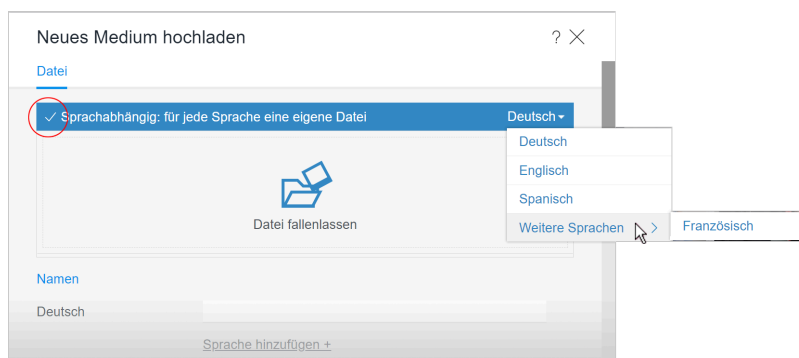 Neues Medium hochladen ?
Datei
Sprachabhängig: für jede Sprache eine eigene Datei Deutsch
Deutsch
Englisch
Spanisch
Weitere Sprachen
Französisch
Datei fallenlassen
Namen
Deutsch
Sprache hinzufügen +